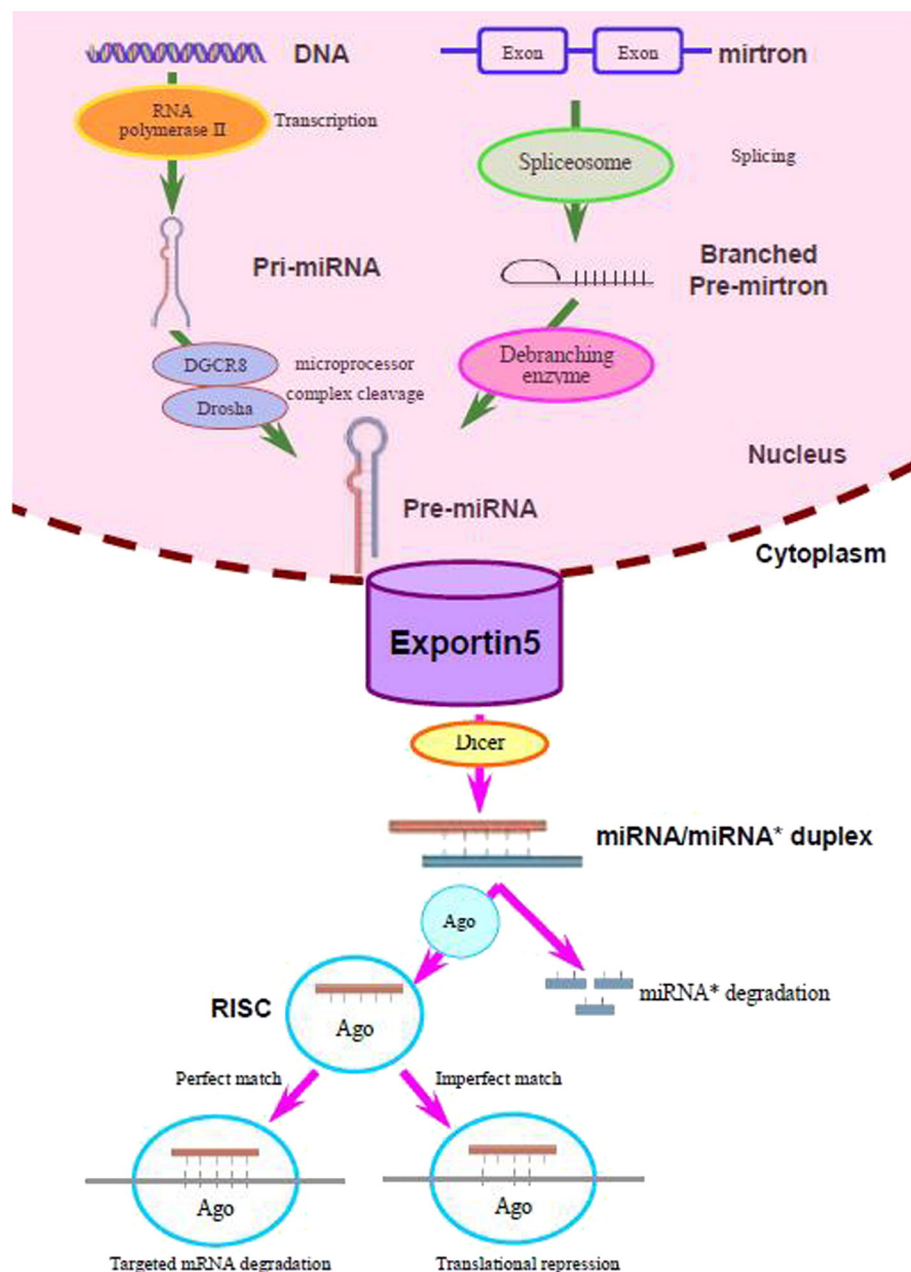 DNA
Exon
Exon
mirtron
RNA
polymerase II
Transcription
Spliceosome
Splicing
Pri-miRNA
Branched
Pre-mirtron
DGCR8
Drosha
microprocessor
complex cleavage
Debranching
enzyme
Nucleus
Pre-miRNA
Cytoplasm
Exportin5
Dicer
miRNA/miRNA* duplex
Ago
miRNA* degradation
RISC
Ago
Perfect match
Imperfect match
Ago
Ago
Targeted mRNA degradation
Translational repression